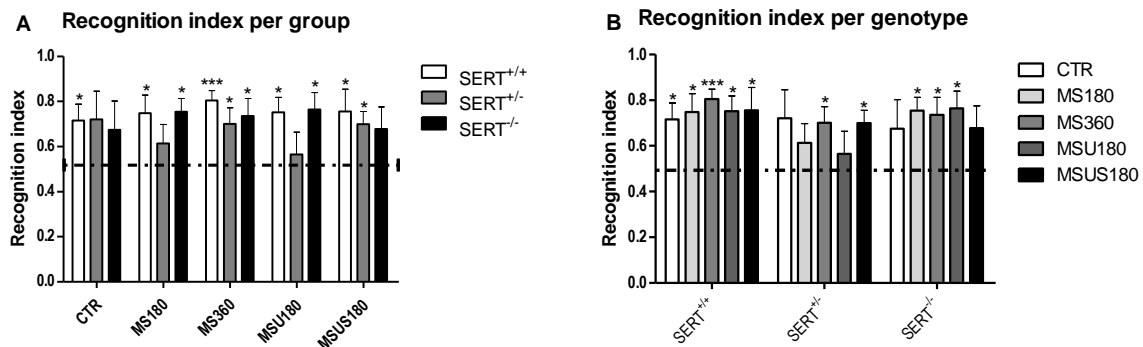 A Recognition index per group
Recognition index
1.0
0.8
0.6
0.4
0.2
0.0
* * * *** * * * * * *
CTR
MS180
MS360
MSU180
MSUS180
SERT+/+
SERT+/-
SERT-/-
B Recognition index per genotype
Recognition index
1.0
0.8
0.6
0.4
0.2
0.0
* * *** * * * * * * *
SERT+/+
SERT+/-
SERT-/-
CTR
MS180
MS360
MSU180
MSUS180